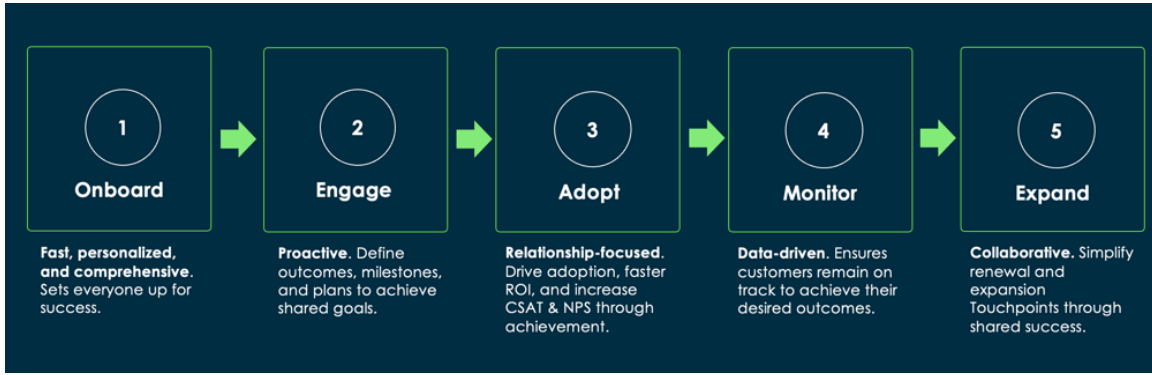 1
Onboard
Fast, personalized,
and comprehensive.
Sets everyone up for
success.
2
Engage
Proactive. Define
outcomes, milestones,
and plans to achieve
shared goals.
3
Adopt
Relationship-focused.
Drive adoption, faster
ROI, and increase
CSAT & NPS through
achievement.
4
Monitor
Data-driven. Ensures
customers remain on
track to achieve their
desired outcomes.
5
Expand
Collaborative. Simplify
renewal and
expansion
Touchpoints through
shared success.